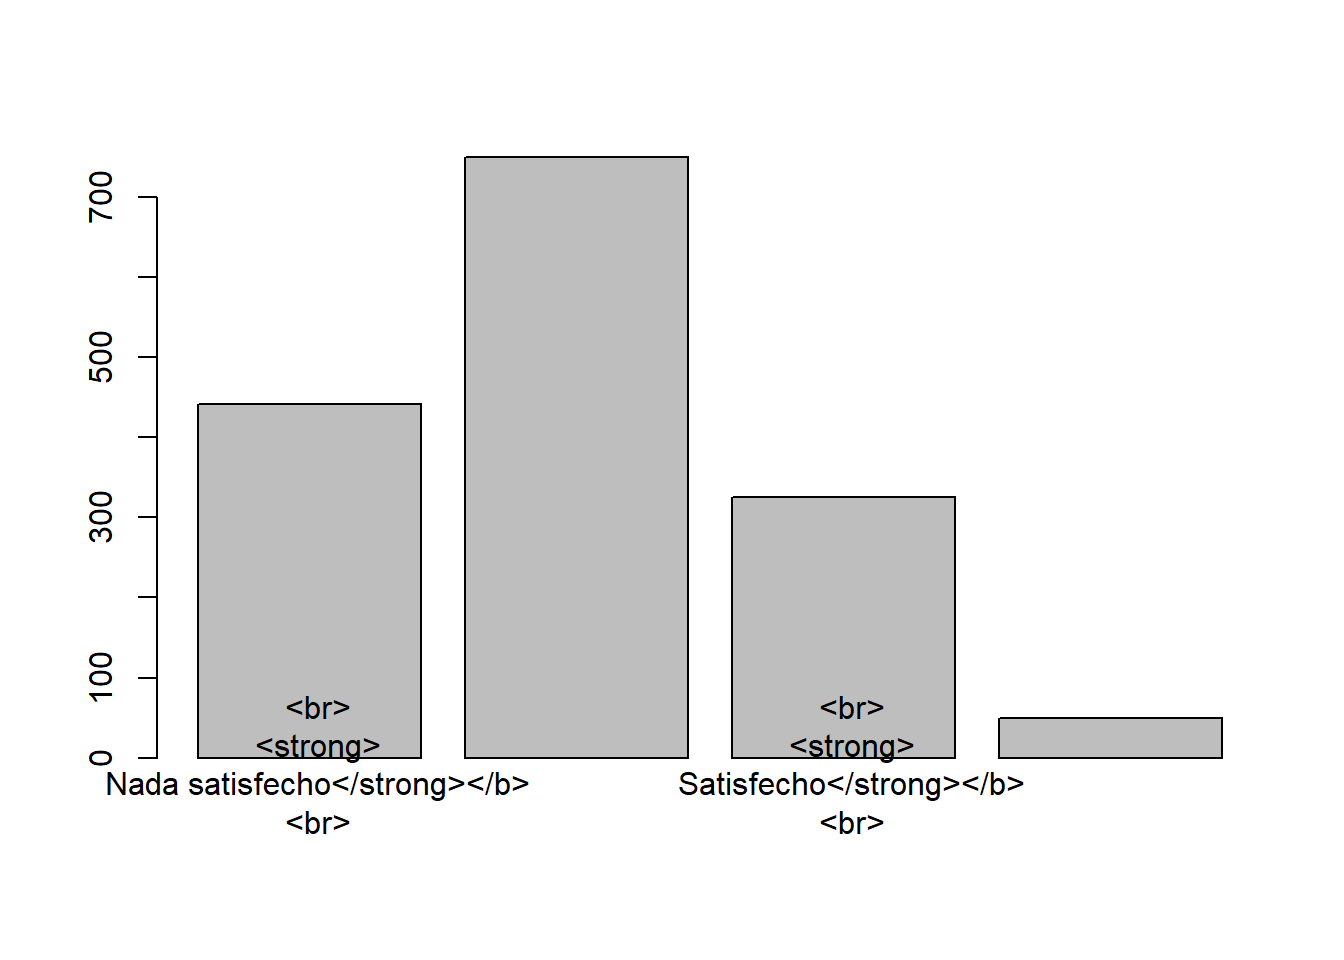 700
500
300
100
0
<br>
<strong>
Nada satisfecho</strong></b>
<br>
<br>
<strong>
Satisfecho</strong></b>
<br>